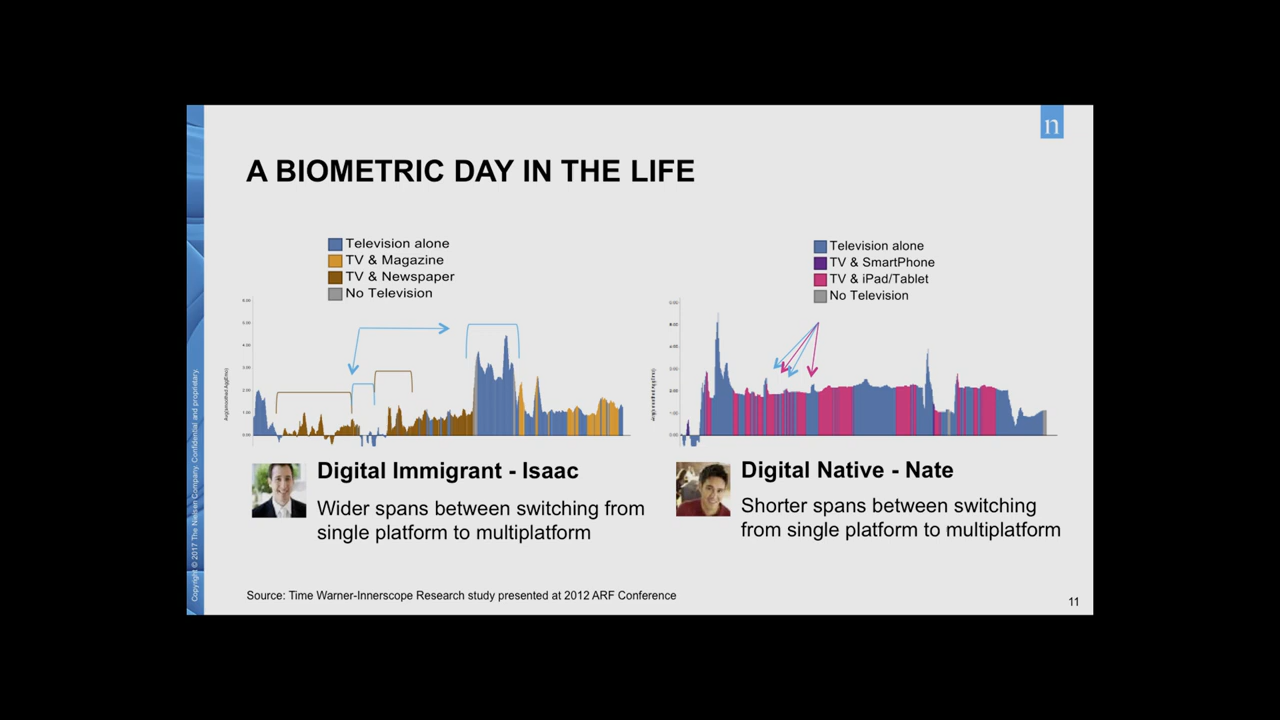 n
A BIOMETRIC DAY IN THE LIFE
Television alone
TV & Magazine
TV & Newspaper
No Television
Television alone
TV & SmartPhone
TV & iPad/Tablet
No Television
Digital Immigrant - Isaac
Wider spans between switching from
single platform to multiplatform
Digital Native - Nate
Shorter spans between switching
from single platform to multiplatform
Source: Time Warner-Innerscope Research study presented at 2012 ARF Conference
11
Copyright © 2017 The Nielsen Company. Confidential and proprietary.